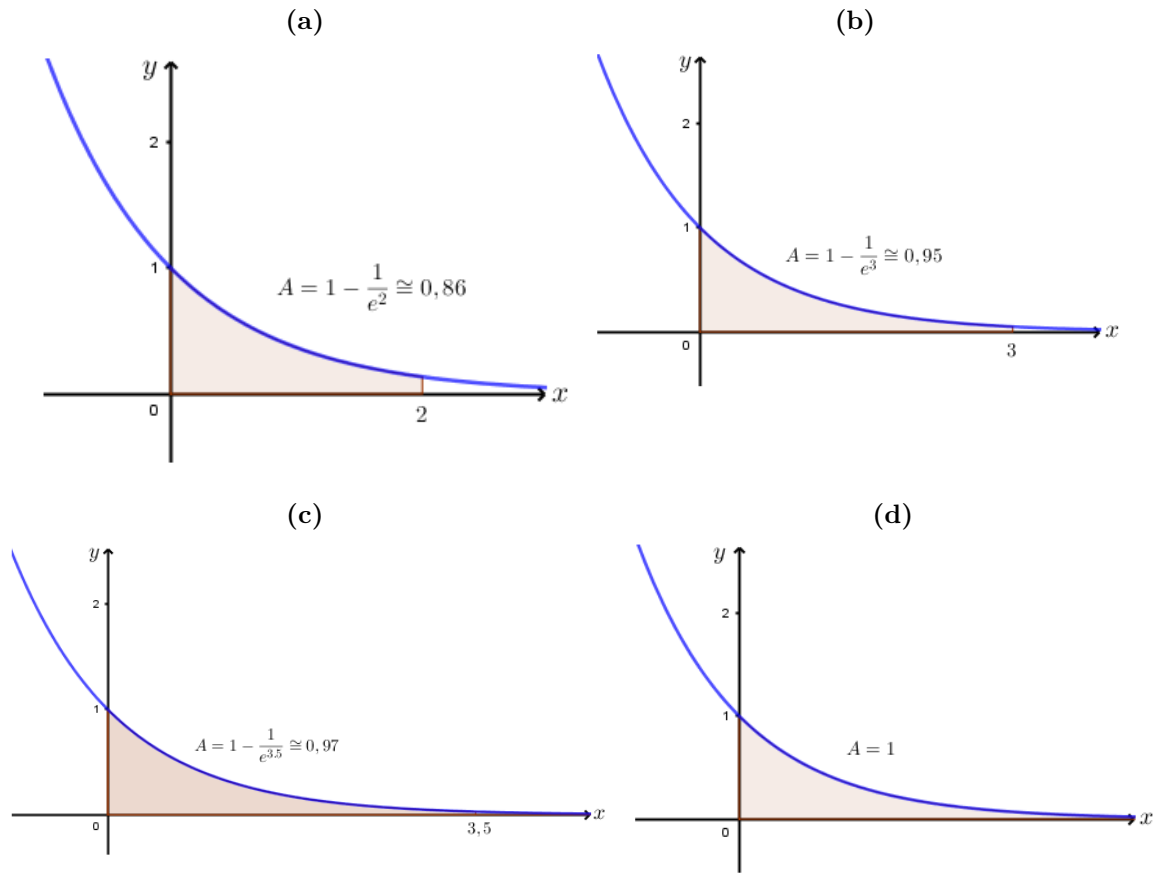 (a)
(b)
y
2
1
A = 1 − 1/e² ≅ 0,86
0
2
x
y
2
1
A = 1 − 1/e³ ≅ 0,95
0
3
x
(c)
(d)
y
2
1
A = 1 − 1/e^{3.5} ≅ 0,97
0
3,5
x
y
2
1
A = 1
0
x